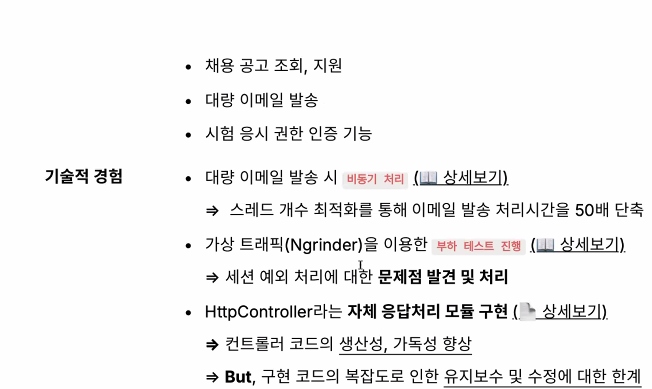 • 채용 공고 조회, 지원
• 대량 이메일 발송
• 시험 응시 권한 인증 기능
기술적 경험 • 대량 이메일 발송 시 비동기 처리 (📖 상세보기)
⇒ 스레드 개수 최적화를 통해 이메일 발송 처리시간을 50배 단축
• 가상 트래픽(Ngrinder)을 이용한 부하 테스트 진행 (📖 상세보기)
⇒ 세션 예외 처리에 대한 문제점 발견 및 처리
• HttpController라는 자체 응답처리 모듈 구현 (📄 상세보기)
⇒ 컨트롤러 코드의 생산성, 가독성 향상
⇒ But, 구현 코드의 복잡도로 인한 유지보수 및 수정에 대한 한계